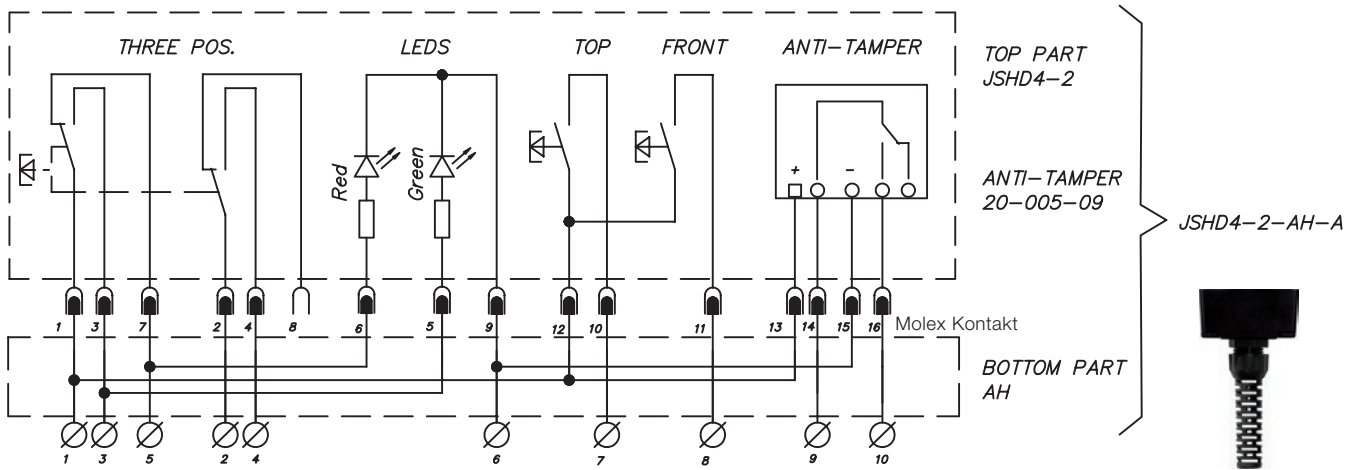 THREE POS. LEDS TOP FRONT ANTI-TAMPER
TOP PART
JSHD4-2
Red
Green
+ -
ANTI-TAMPER
20-005-09
JSHD4-2-AH-A
1 3 7 2 4 8 6 5 9 12 10 11 13 14 15 16 Molex Kontakt
BOTTOM PART
AH
1 3 5 2 4 6 7 8 9 10